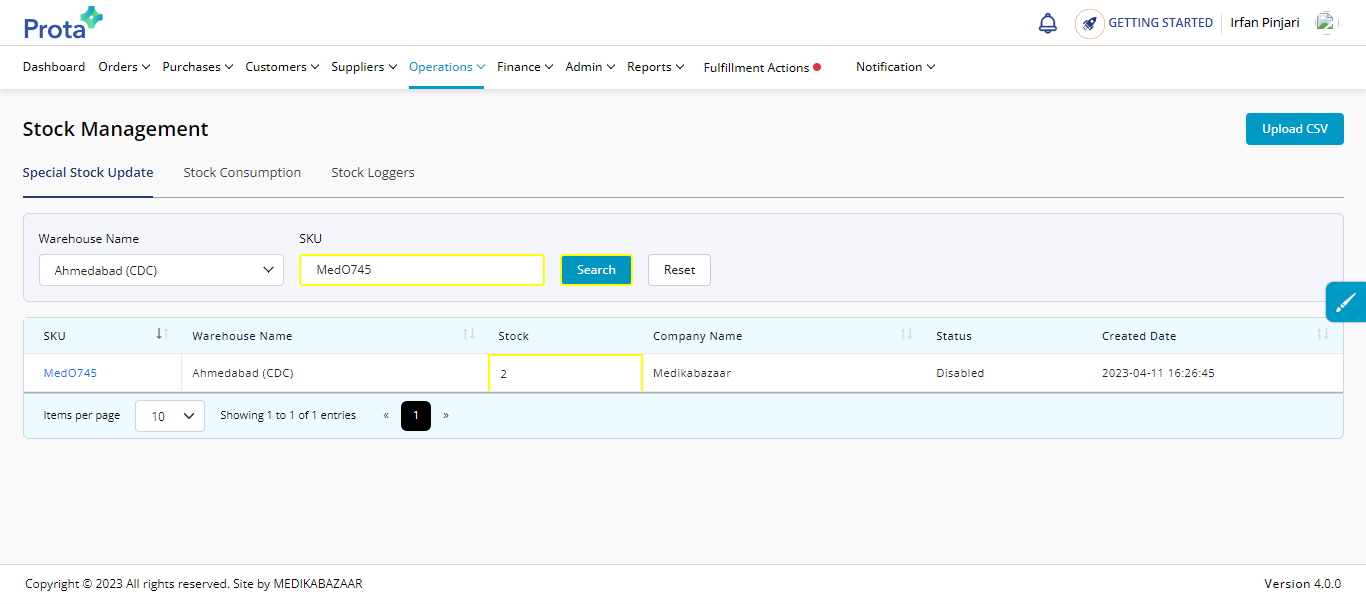 Prota
GETTING STARTED
Irfan Pinjari
Dashboard Orders Purchases Customers Suppliers Operations Finance Admin Reports Fulfillment Actions Notification
Stock Management
Upload CSV
Special Stock Update Stock Consumption Stock Loggers
Warehouse Name SKU
Ahmedabad (CDC) MedO745 Search Reset
SKU Warehouse Name Stock Company Name Status Created Date
MedO745 Ahmedabad (CDC) 2 Medikabazaar Disabled 2023-04-11 16:26:45
Items per page 10 Showing 1 to 1 of 1 entries « 1 »
Copyright © 2023 All rights reserved. Site by MEDIKABAZAAR Version 4.0.0